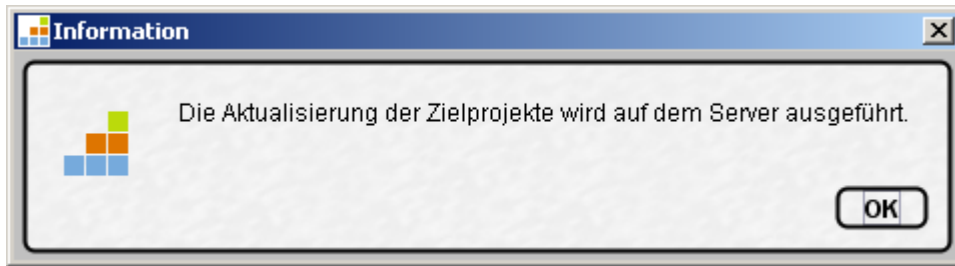 Information
Die Aktualisierung der Zielprojekte wird auf dem Server ausgeführt.
OK